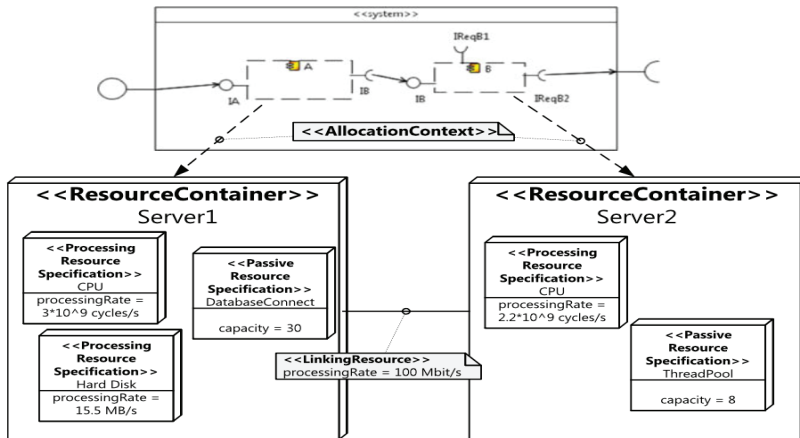 <<system>>
IReqB1
A
B
IA
IB
IB
IReqB2
<<AllocationContext>>
<<ResourceContainer>>
Server1
<<Processing
Resource
Specification>>
CPU
processingRate =
3*10^9 cycles/s
<<Passive
Resource
Specification>>
DatabaseConnect
capacity = 30
<<Processing
Resource
Specification>>
Hard Disk
processingRate =
15.5 MB/s
<<LinkingResource>>
processingRate = 100 Mbit/s
<<ResourceContainer>>
Server2
<<Processing
Resource
Specification>>
CPU
processingRate =
2.2*10^9 cycles/s
<<Passive
Resource
Specification>>
ThreadPool
capacity = 8